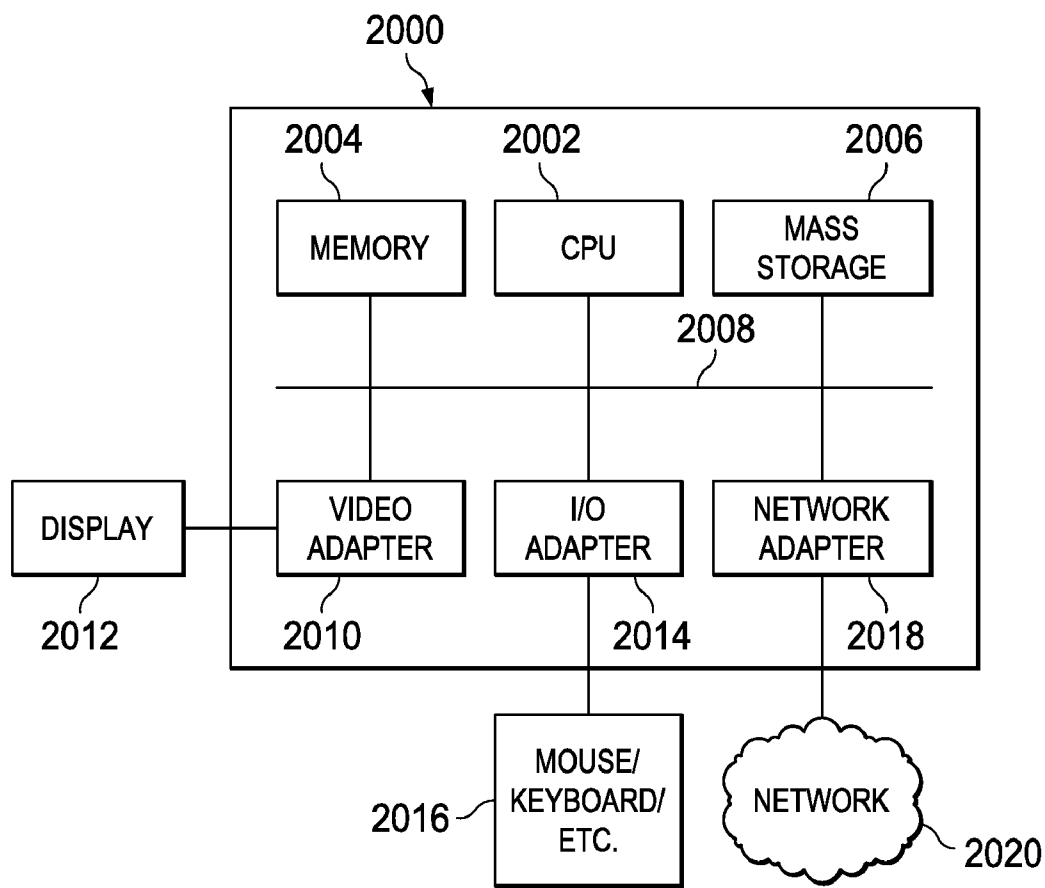 2000
2004
2002
2006
MEMORY
CPU
MASS
STORAGE
2008
DISPLAY
VIDEO
ADAPTER
I/O
ADAPTER
NETWORK
ADAPTER
2012
2010
2014
2018
MOUSE/
KEYBOARD/
ETC.
2016
NETWORK
2020